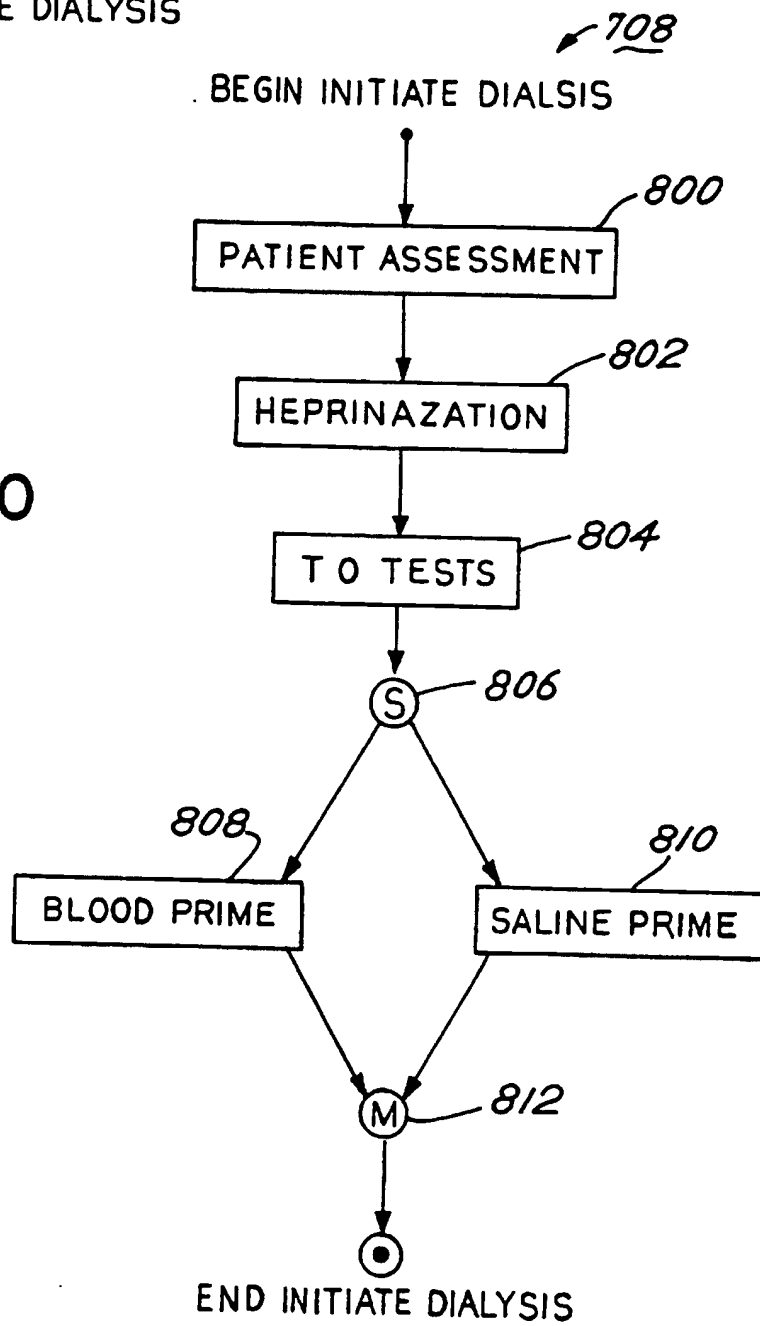 E DIALYSIS
708
BEGIN INITIATE DIALSIS
800
PATIENT ASSESSMENT
802
HEPRINAZATION
O
804
T O TESTS
806
S
808
810
BLOOD PRIME
SALINE PRIME
812
M
END INITIATE DIALYSIS